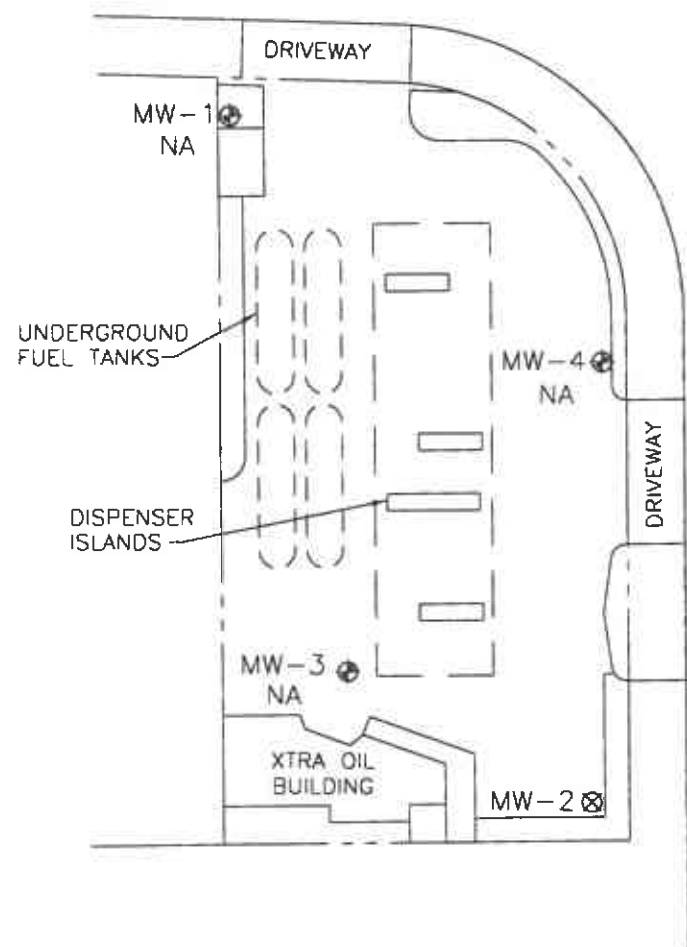 DRIVEWAY
MW-1
NA
UNDERGROUND
FUEL TANKS
MW-4
NA
DRIVEWAY
DISPENSER
ISLANDS
MW-3
NA
XTRA OIL
BUILDING
MW-2